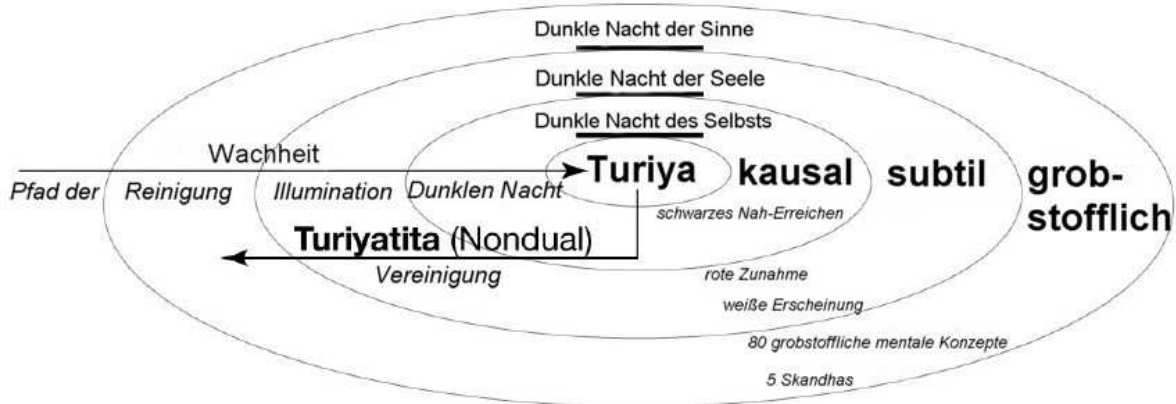 Dunkle Nacht der Sinne
Dunkle Nacht der Seele
Dunkle Nacht des Selbsts
Wachheit
Turiya kausal subtil grob-
stofflich
Pfad der Reinigung Illumination Dunklen Nacht
schwarzes Nah-Erreichen
Turiyatita (Nondual)
Vereinigung
rote Zunahme
weiße Erscheinung
80 grobstoffliche mentale Konzepte
5 Skandhas